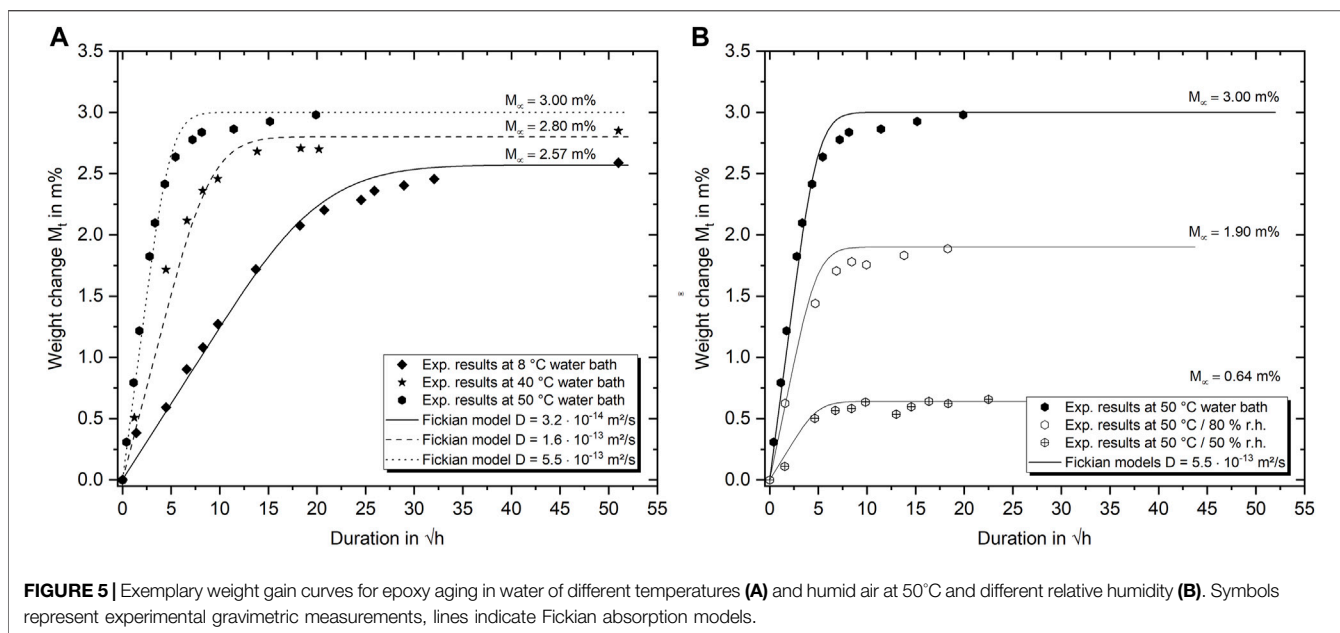 A
B
3.5
3.0
2.5
2.0
1.5
1.0
0.5
0.0
Weight change Mₜ in m%
M∝ = 3.00 m%
M∝ = 2.80 m%
M∝ = 2.57 m%
◆ Exp. results at 8 °C water bath
★ Exp. results at 40 °C water bath
Exp. results at 50 °C water bath
Fickian model D = 3.2 · 10⁻¹⁴ m²/s
Fickian model D = 1.6 · 10⁻¹³ m²/s
Fickian model D = 5.5 · 10⁻¹³ m²/s
0 5 10 15 20 25 30 35 40 45 50 55
Duration in √h
3.5
3.0
2.5
2.0
1.5
1.0
0.5
0.0
Weight change Mₜ in m%
∞
M∝ = 3.00 m%
M∝ = 1.90 m%
M∝ = 0.64 m%
Exp. results at 50 °C water bath
Exp. results at 50 °C / 80 % r.h.
Exp. results at 50 °C / 50 % r.h.
Fickian models D = 5.5 · 10⁻¹³ m²/s
0 5 10 15 20 25 30 35 40 45 50 55
Duration in √h
FIGURE 5 | Exemplary weight gain curves for epoxy aging in water of different temperatures (A) and humid air at 50°C and different relative humidity (B). Symbols
represent experimental gravimetric measurements, lines indicate Fickian absorption models.